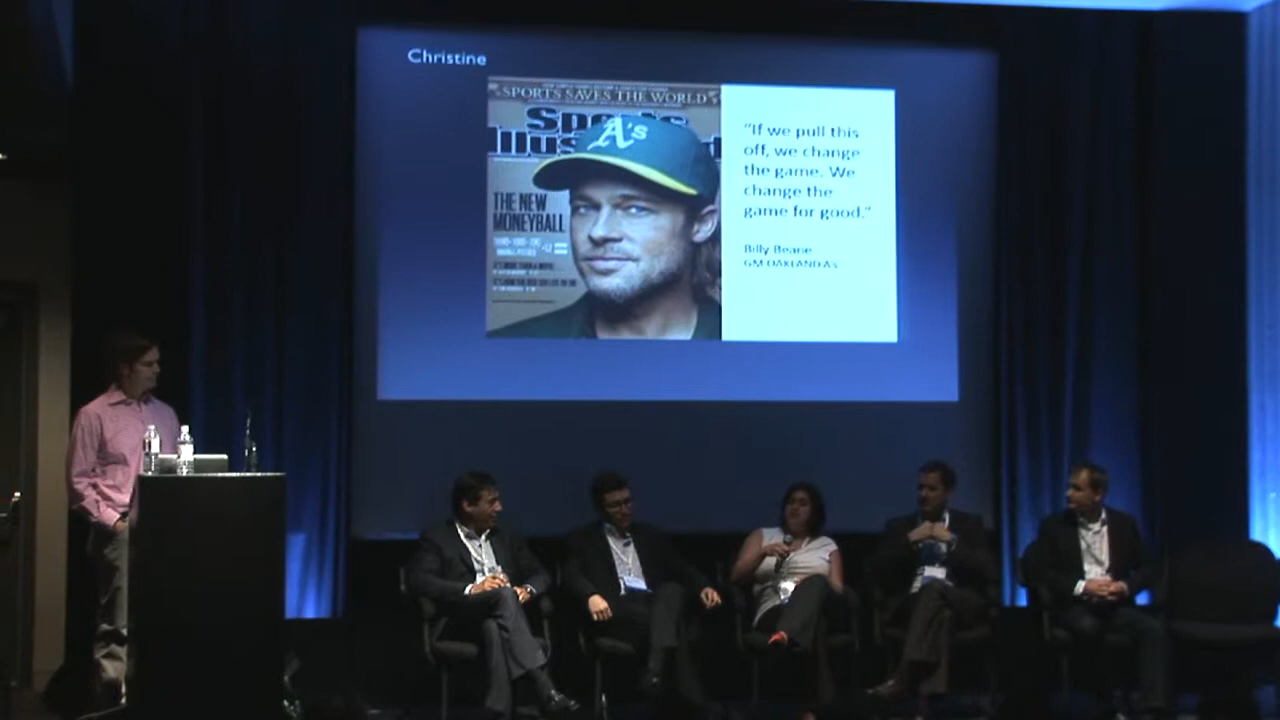 Christine
SPORTS SAVES THE WORLD
Sports
Illustrated
A's
THE NEW
MONEYBALL
"If we pull this
off, we change
the game. We
change the
game for good."
Billy Beane
GM OAKLAND A's